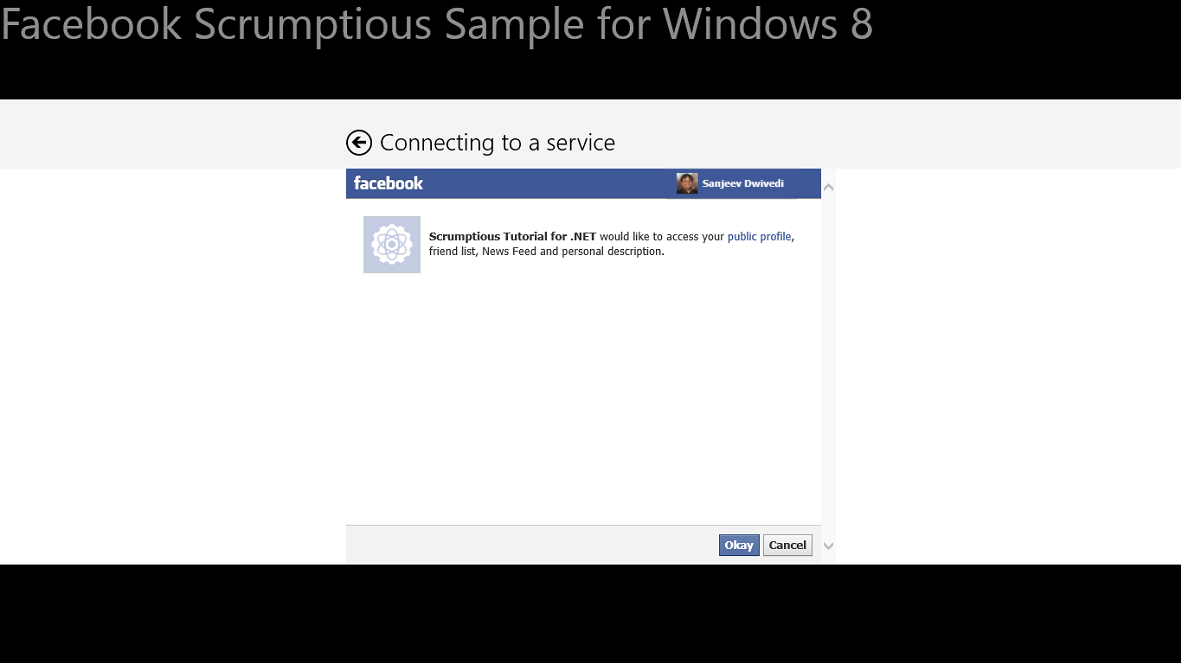 Facebook Scrumptious Sample for Windows 8
Connecting to a service
facebook
Sanjeev Dwivedi
Scrumptious Tutorial for .NET would like to access your public profile,
friend list, News Feed and personal description.
Okay Cancel